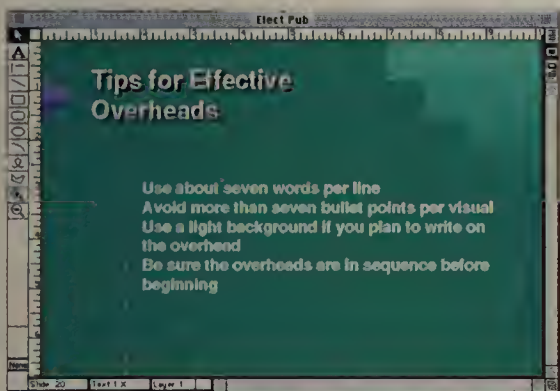 Elect Pub
Tips for Effective
Overheads
Use about seven words per line
Avoid more than seven bullet points per visual
Use a light background if you plan to write on
the overhead
Be sure the overheads are in sequence before
beginning
None
Slide 20 Text 1 X Layer 1